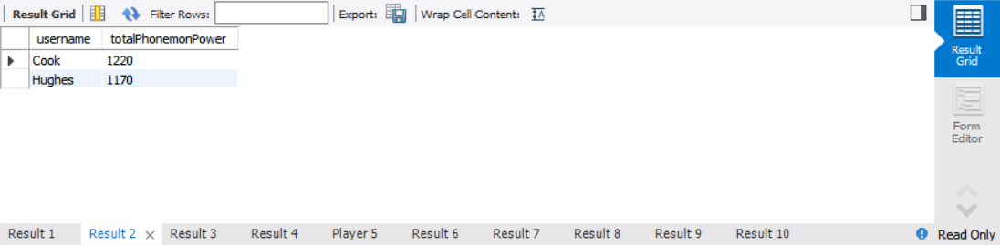 Result Grid Filter Rows: Export: Wrap Cell Content: IA
username totalPhonemonPower
Cook 1220
Hughes 1170
Result
Grid
Form
Editor
Result 1 Result 2 × Result 3 Result 4 Player 5 Result 6 Result 7 Result 8 Result 9 Result 10 Read Only